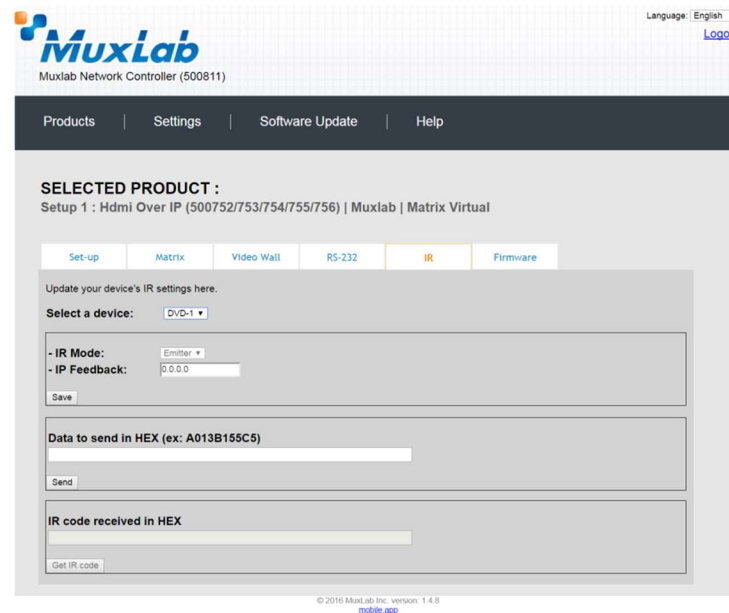 Language: English
Logo
MuxLab
Muxlab Network Controller (500811)
Products | Settings | Software Update | Help
SELECTED PRODUCT :
Setup 1 : Hdmi Over IP (500752/753/754/755/756) | Muxlab | Matrix Virtual
Set-up Matrix Video Wall RS-232 IR Firmware
Update your device's IR settings here.
Select a device: DVD-1
- IR Mode: Emitter
- IP Feedback: 0.0.0.0
Save
Data to send in HEX (ex: A013B155C5)
Send
IR code received in HEX
Get IR code
© 2016 MuxLab Inc. version: 1.4.8
mobile app